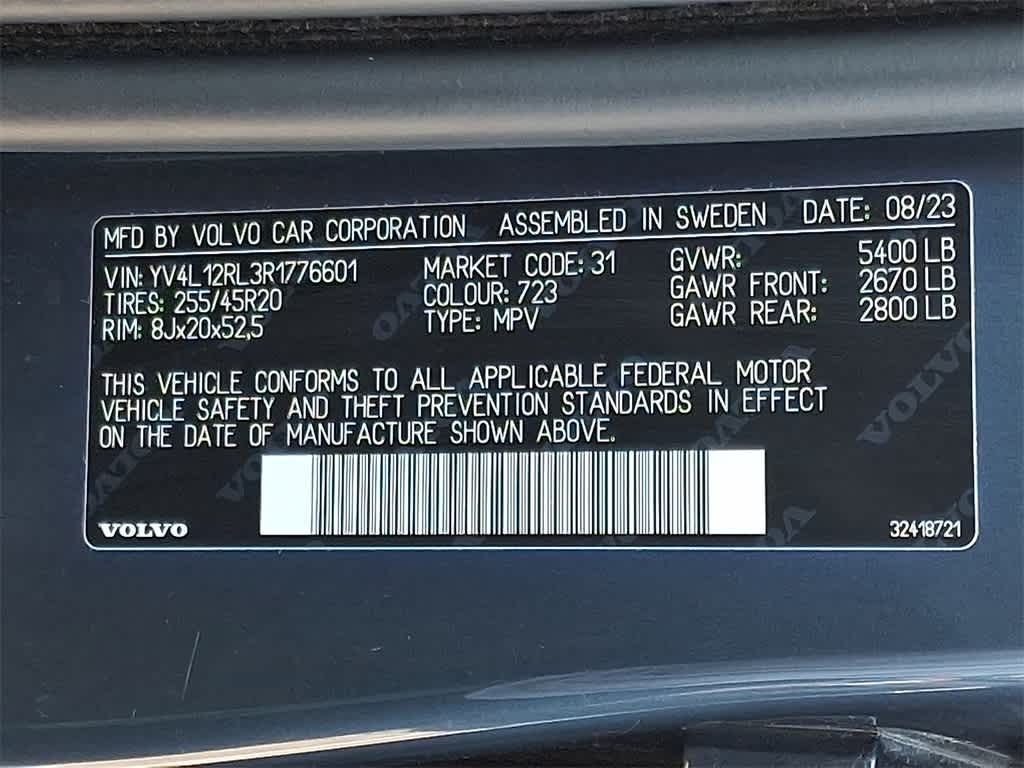 MFD BY VOLVO CAR CORPORATION ASSEMBLED IN SWEDEN DATE: 08/23
VIN: YV4L12RL3R1776601 MARKET CODE: 31 GVWR: 5400 LB
TIRES: 255/45R20 COLOUR: 723 GAWR FRONT: 2670 LB
RIM: 8Jx20x52,5 TYPE: MPV GAWR REAR: 2800 LB
THIS VEHICLE CONFORMS TO ALL APPLICABLE FEDERAL MOTOR
VEHICLE SAFETY AND THEFT PREVENTION STANDARDS IN EFFECT
ON THE DATE OF MANUFACTURE SHOWN ABOVE.
VOLVO 32418721